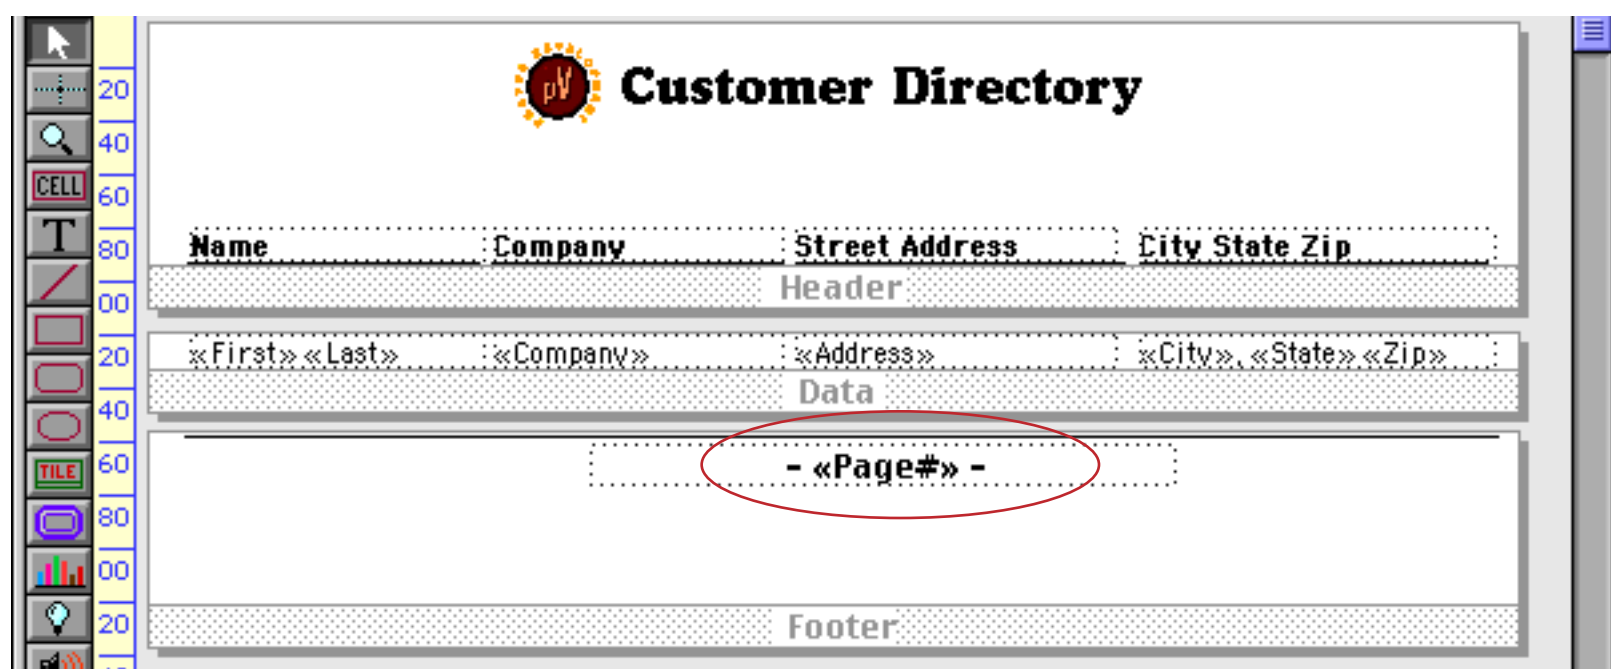 20
pV Customer Directory
40
CELL
60
T
80 Name Company Street Address City State Zip
00 Header
20 «First» «Last» «Company» «Address» «City», «State» «Zip»
Data
40
TILE 60 - «Page#» -
80
00
20 Footer